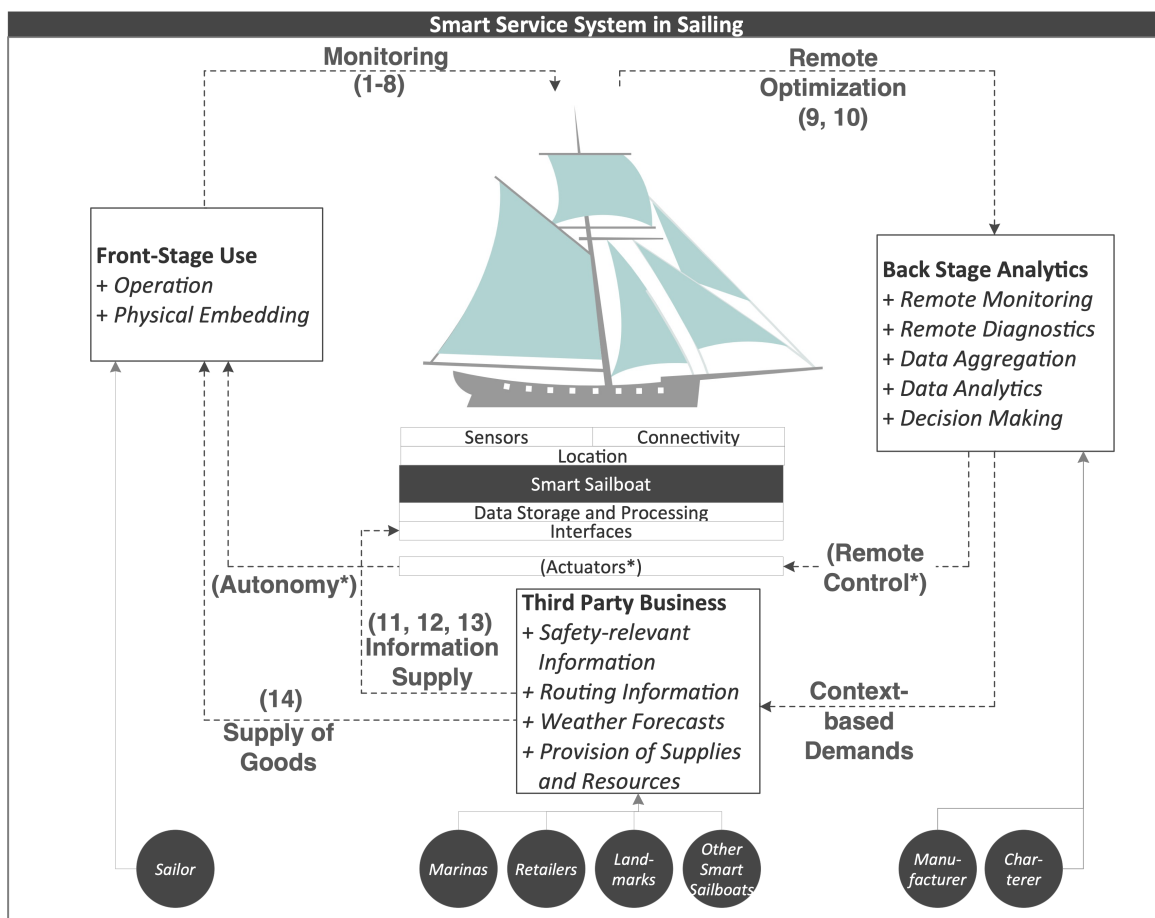 Smart Service System in Sailing
Monitoring
(1-8)
Remote
Optimization
(9, 10)
Front-Stage Use
+ Operation
+ Physical Embedding
Back Stage Analytics
+ Remote Monitoring
+ Remote Diagnostics
+ Data Aggregation
+ Data Analytics
+ Decision Making
Sensors
Connectivity
Location
Smart Sailboat
Data Storage and Processing
Interfaces
(Actuators*)
(Autonomy*)
(Remote
Control*)
(11, 12, 13)
Information
Supply
Third Party Business
+ Safety-relevant
Information
+ Routing Information
+ Weather Forecasts
+ Provision of Supplies
and Resources
(14)
Supply of
Goods
Context-
based
Demands
Sailor
Marinas
Retailers
Land-
marks
Other
Smart
Sailboats
Manu-
facturer
Char-
terer